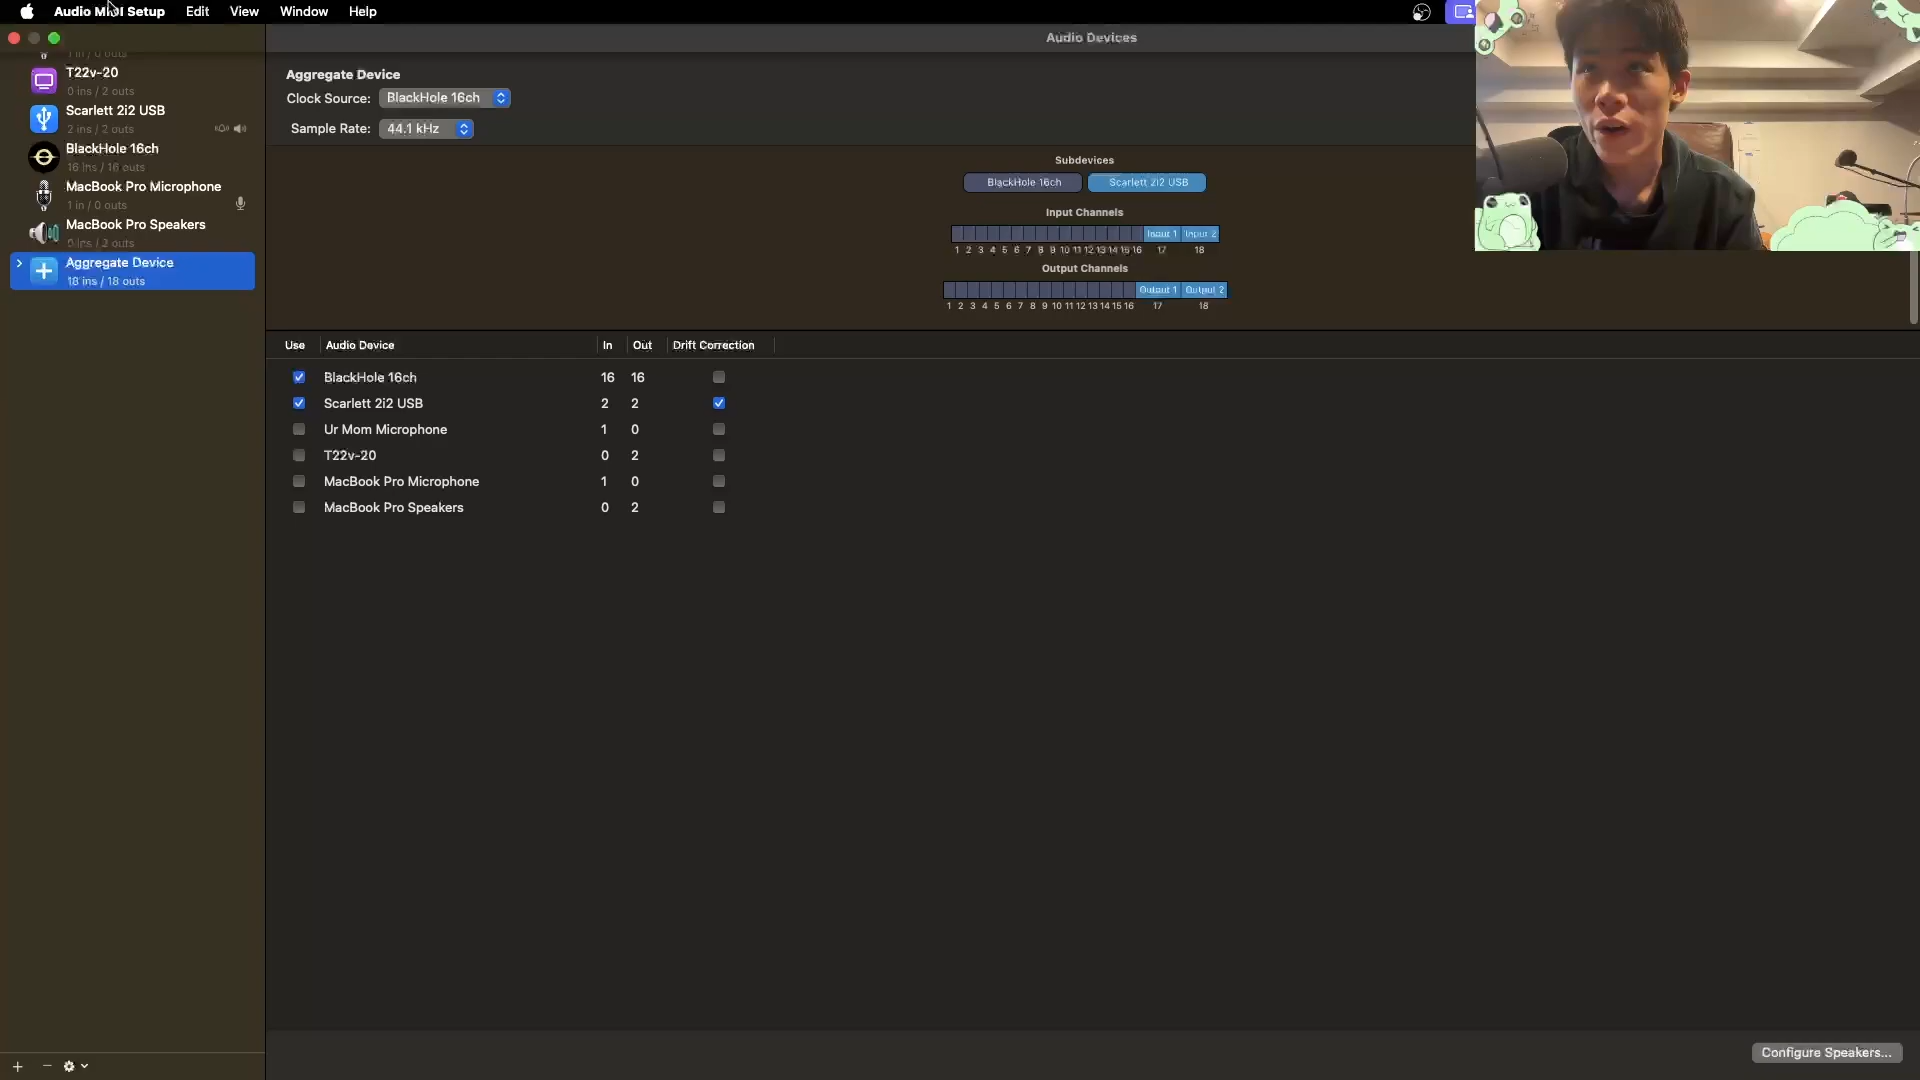 Audio MIDI Setup Edit View Window Help
Audio Devices
1 in / 0 outs
T22v-20
0 ins / 2 outs
Scarlett 2i2 USB
2 ins / 2 outs
BlackHole 16ch
16 ins / 16 outs
MacBook Pro Microphone
1 in / 0 outs
MacBook Pro Speakers
0 ins / 2 outs
Aggregate Device
18 ins / 18 outs
Aggregate Device
Clock Source: BlackHole 16ch
Sample Rate: 44.1 kHz
Subdevices
BlackHole 16ch Scarlett 2i2 USB
Input Channels
Input 1 Input 2
1 2 3 4 5 6 7 8 9 10 11 12 13 14 15 16 17 18
Output Channels
Output 1 Output 2
1 2 3 4 5 6 7 8 9 10 11 12 13 14 15 16 17 18
Use Audio Device In Out Drift Correction
BlackHole 16ch 16 16
Scarlett 2i2 USB 2 2
Ur Mom Microphone 1 0
T22v-20 0 2
MacBook Pro Microphone 1 0
MacBook Pro Speakers 0 2
Configure Speakers...